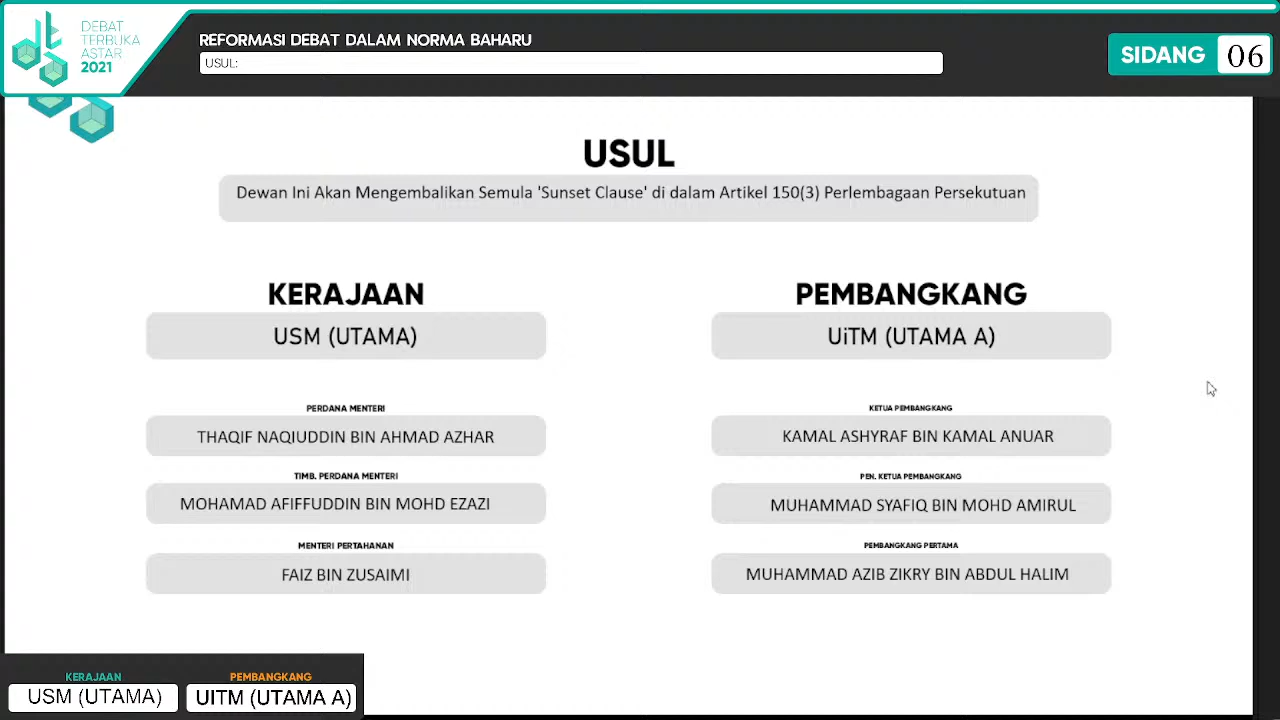 DEBAT
TERBUKA
ASTAR
2021
REFORMASI DEBAT DALAM NORMA BAHARU
USUL:
SIDANG 06
USUL
Dewan Ini Akan Mengembalikan Semula 'Sunset Clause' di dalam Artikel 150(3) Perlembagaan Persekutuan
KERAJAAN
USM (UTAMA)
PERDANA MENTERI
THAQIF NAQIUDDIN BIN AHMAD AZHAR
TIMB. PERDANA MENTERI
MOHAMAD AFIFFUDDIN BIN MOHD EZAZI
MENTERI PERTAHANAN
FAIZ BIN ZUSAIMI
PEMBANGKANG
UiTM (UTAMA A)
KETUA PEMBANGKANG
KAMAL ASHYRAF BIN KAMAL ANUAR
PEN. KETUA PEMBANGKANG
MUHAMMAD SYAFIQ BIN MOHD AMIRUL
PEMBANGKANG PERTAMA
MUHAMMAD AZIB ZIKRY BIN ABDUL HALIM
KERAJAAN
USM (UTAMA)
PEMBANGKANG
UITM (UTAMA A)